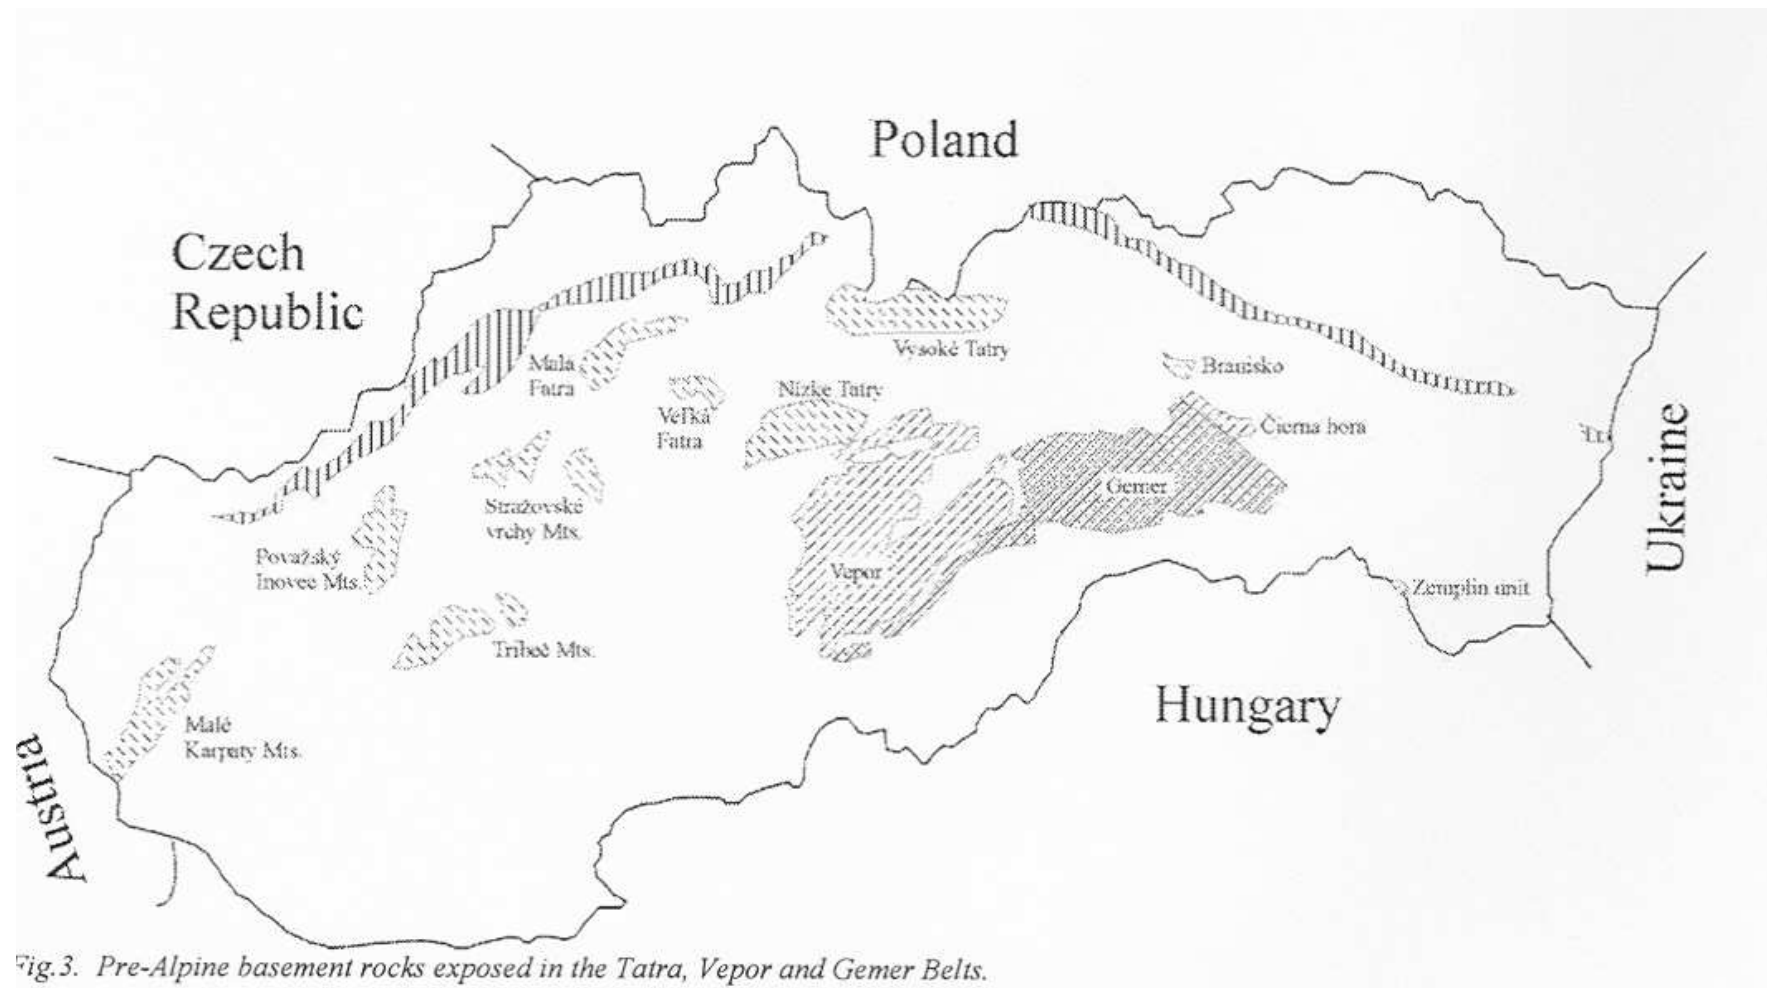 Poland
Czech
Republic
Mala
Fatra
Vysoké Tatry
Branisko
Nízke Tatry
Veľká
Fatra
Čierna hora
Gemer
Ukraine
Stražovské
vrchy Mts.
Považský
Inovec Mts.
Vepor
Zemplín unit
Tribeč Mts.
Hungary
Malé
Karpaty Mts.
Austria
Fig.3. Pre-Alpine basement rocks exposed in the Tatra, Vepor and Gemer Belts.